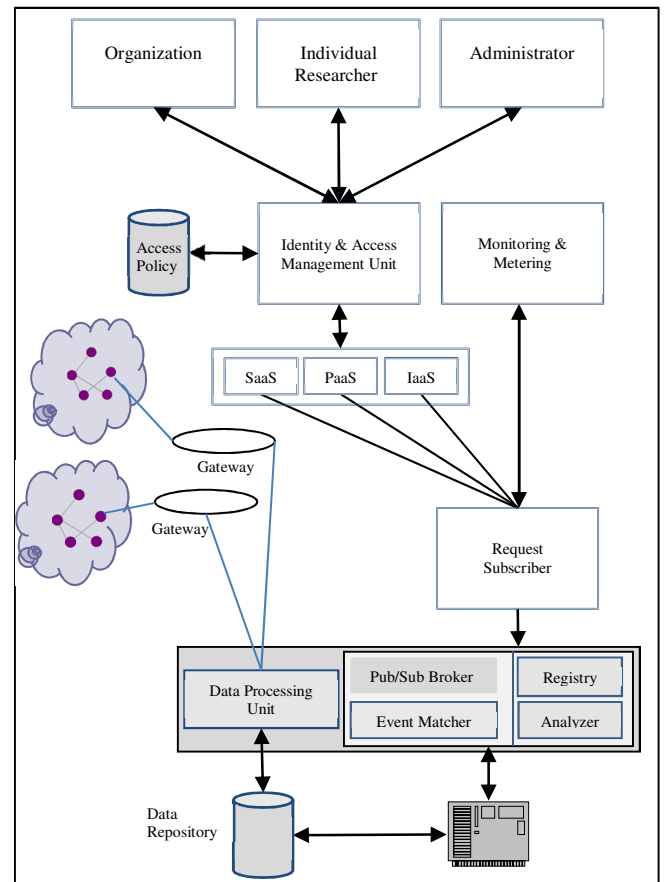 Organization
Individual
Researcher
Administrator
Access
Policy
Identity & Access
Management Unit
Monitoring &
Metering
SaaS
PaaS
IaaS
Gateway
Gateway
Request
Subscriber
Data Processing
Unit
Pub/Sub Broker
Registry
Event Matcher
Analyzer
Data
Repository